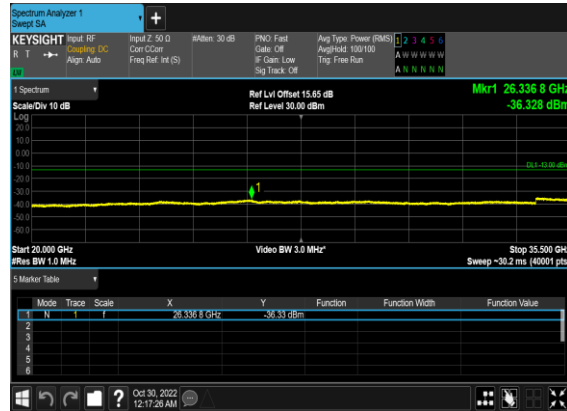 Spectrum Analyzer 1
Swept SA
+
KEYSIGHT
R T
Input: RF
Coupling: DC
Align: Auto
Input Z: 50 Ω
Corr CCorr
Freq Ref: Int (S)
#Atten: 30 dB
PNO: Fast
Gate: Off
IF Gain: Low
Sig Track: Off
Avg Type: Power (RMS)
Avg|Hold: 100/100
Trig: Free Run
1 2 3 4 5 6
A W W W W W
A N N N N N
1 Spectrum
Scale/Div 10 dB
Ref Lvl Offset 15.65 dB
Ref Level 30.00 dBm
Mkr1 26.336 8 GHz
-36.328 dBm
Log
20.0
10.0
0.00
-10.0
-20.0
-30.0
-40.0
-50.0
-60.0
DL1 -13.00 dBm
1
Start 20.000 GHz
#Res BW 1.0 MHz
Video BW 3.0 MHz*
Stop 35.500 GHz
Sweep ~30.2 ms (40001 pts)
5 Marker Table
Mode Trace Scale X Y Function Function Width Function Value
1 N 1 f 26.336 8 GHz -36.33 dBm
2
3
4
5
6
? Oct 30, 2022
12:17:26 AM